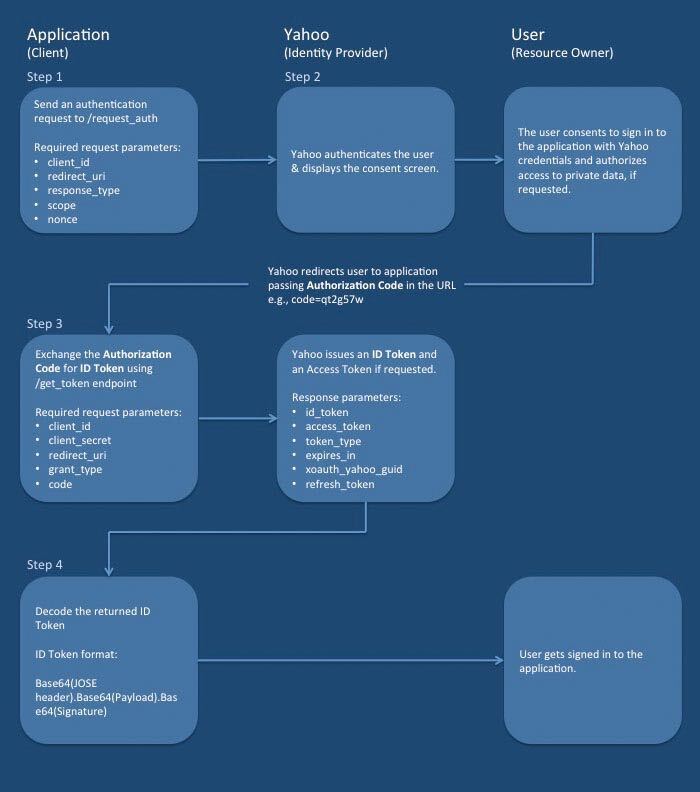 Application
(Client)
Yahoo
(Identity Provider)
User
(Resource Owner)
Step 1
Step 2
Send an authentication
request to /request_auth
Required request parameters:
• client_id
• redirect_uri
• response_type
• scope
• nonce
Yahoo authenticates the user
& displays the consent screen.
The user consents to sign in to
the application with Yahoo
credentials and authorizes
access to private data, if
requested.
Yahoo redirects user to application
passing Authorization Code in the URL
e.g., code=qt2g57w
Step 3
Exchange the Authorization
Code for ID Token using
/get_token endpoint
Required request parameters:
• client_id
• client_secret
• redirect_uri
• grant_type
• code
Yahoo issues an ID Token and
an Access Token if requested.
Response parameters:
• id_token
• access_token
• token_type
• expires_in
• xoauth_yahoo_guid
• refresh_token
Step 4
Decode the returned ID
Token
ID Token format:
Base64(JOSE
header).Base64(Payload).Bas
e64(Signature)
User gets signed in to the
application.